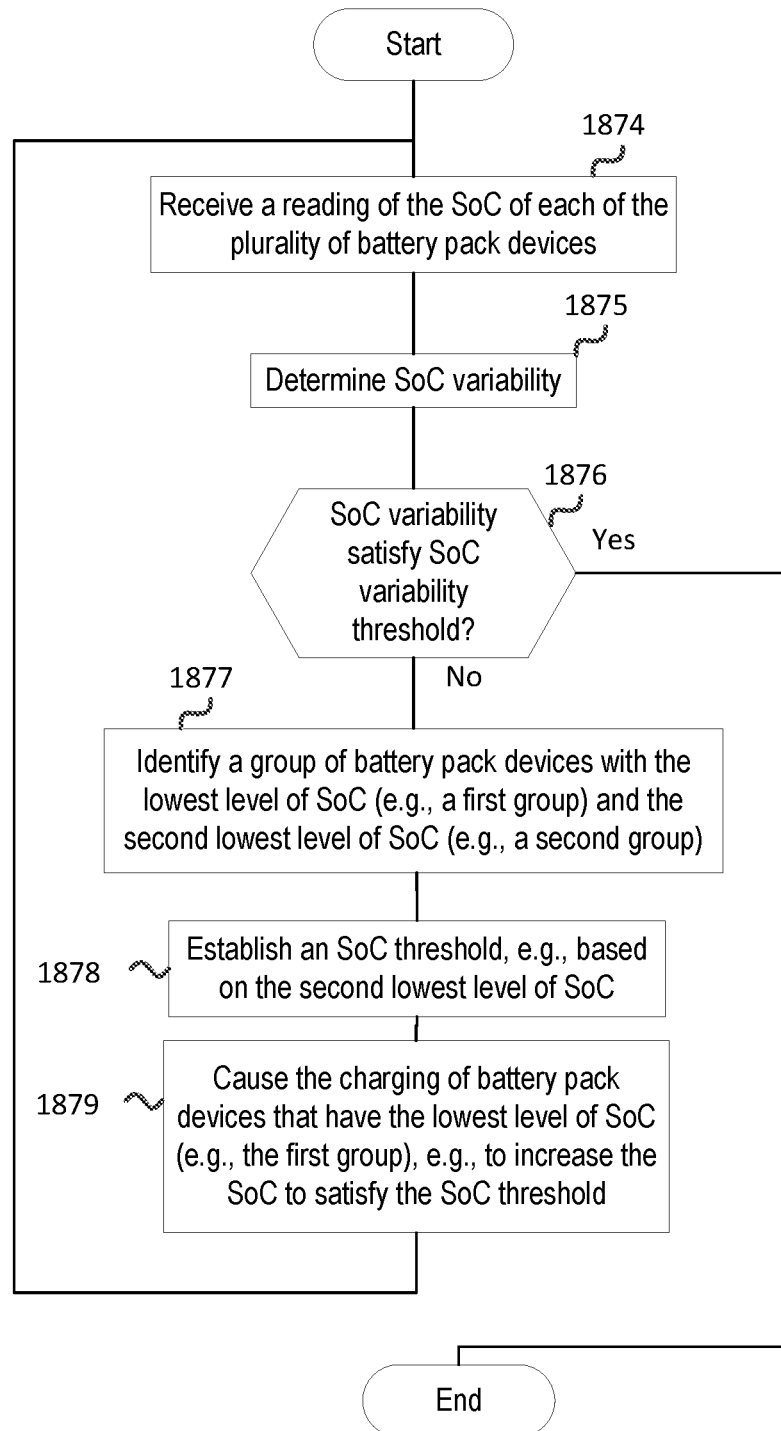 Start
1874
Receive a reading of the SoC of each of the
plurality of battery pack devices
1875
Determine SoC variability
1876
SoC variability
satisfy SoC
variability
threshold?
Yes
No
1877
Identify a group of battery pack devices with the
lowest level of SoC (e.g., a first group) and the
second lowest level of SoC (e.g., a second group)
1878
Establish an SoC threshold, e.g., based
on the second lowest level of SoC
1879
Cause the charging of battery pack
devices that have the lowest level of SoC
(e.g., the first group), e.g., to increase the
SoC to satisfy the SoC threshold
End